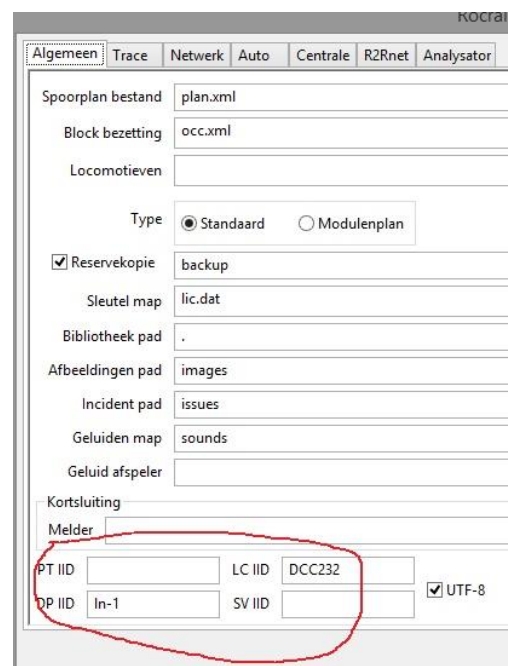 Rocrai
Algemeen Trace Netwerk Auto Centrale R2Rnet Analysator
Spoorplan bestand plan.xml
Block bezetting occ.xml
Locomotieven
Type Standaard Modulenplan
Reservekopie backup
Sleutel map lic.dat
Bibliotheek pad .
Afbeeldingen pad images
Incident pad issues
Geluiden map sounds
Geluid afspeler
Kortsluiting
Melder
PT IID LC IID DCC232
UTF-8
DP IID In-1 SV IID